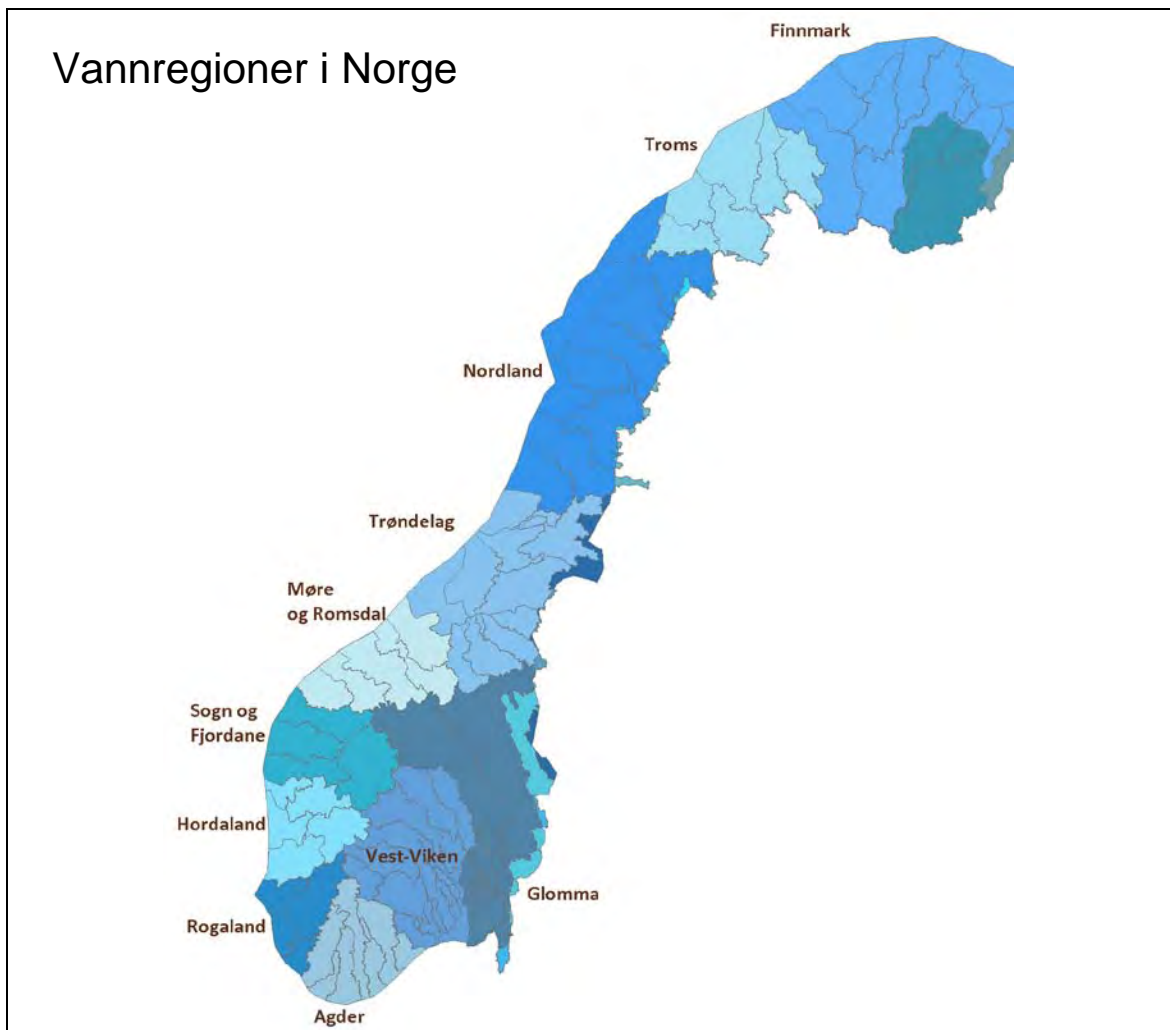 Vannregioner i Norge
Finnmark
Troms
Nordland
Trøndelag
Møre
og Romsdal
Sogn og
Fjordane
Hordaland
Vest-Viken
Glomma
Rogaland
Agder